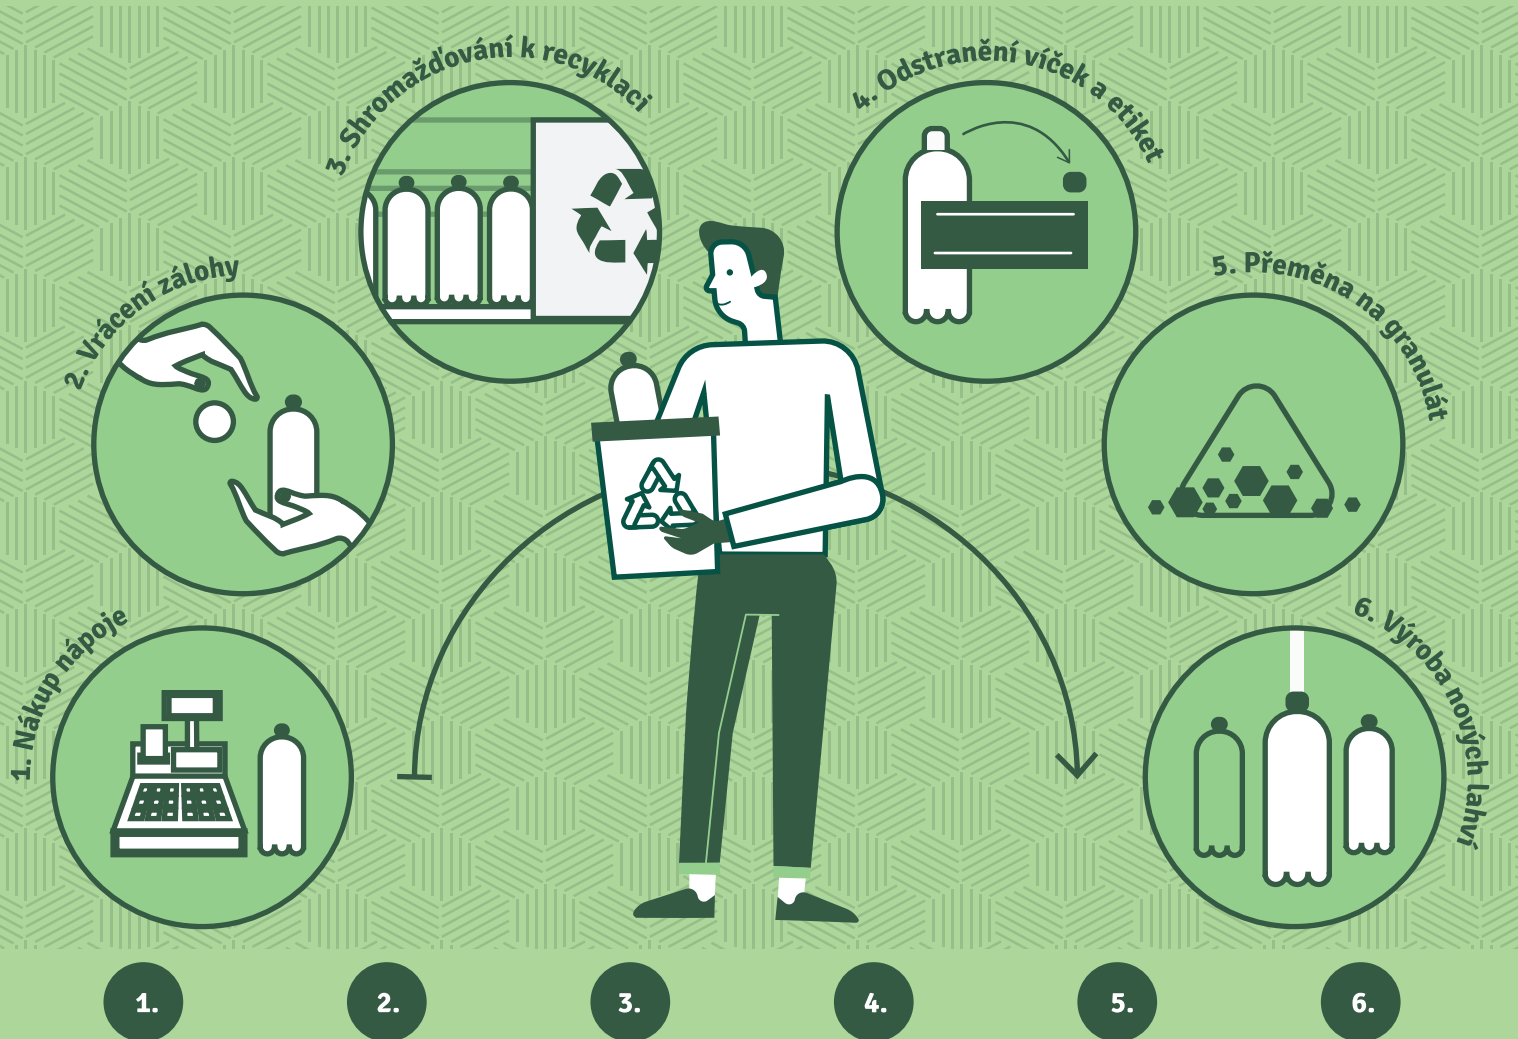 1. Nákup nápoje
2. Vrácení zálohy
3. Shromažďování k recyklaci
4. Odstranění víček a etiket
5. Přeměna na granulát
6. Výroba nových lahví
1.
2.
3.
4.
5.
6.